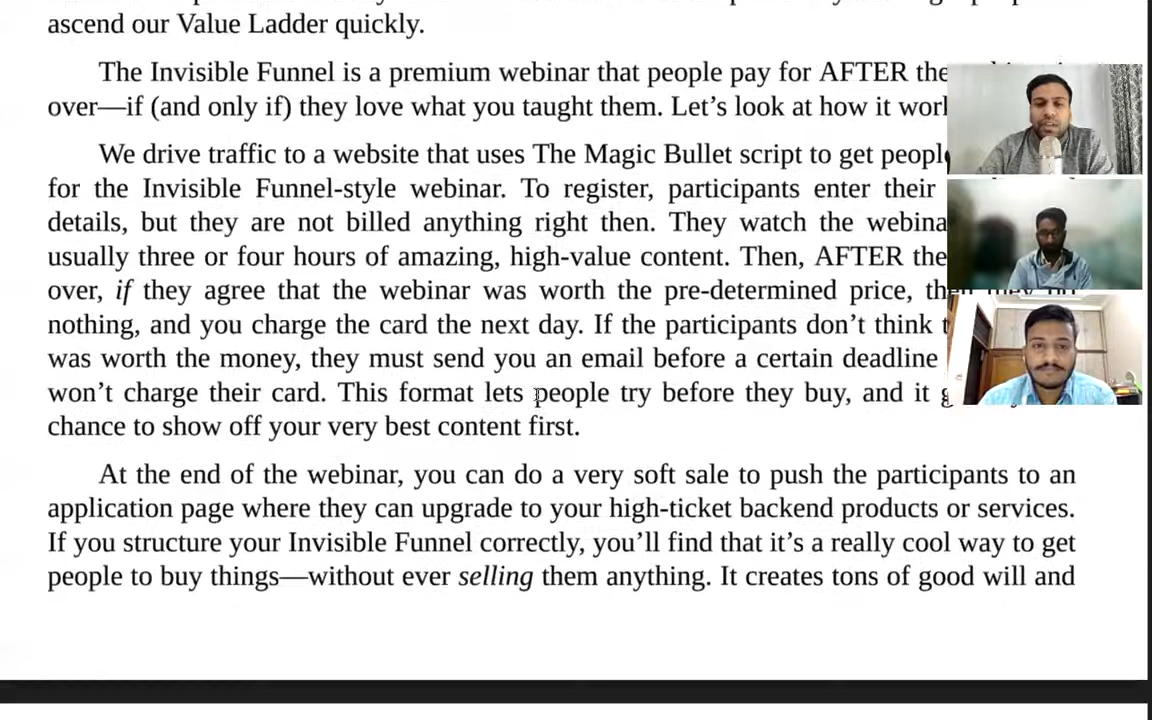 ascend our Value Ladder quickly.
The Invisible Funnel is a premium webinar that people pay for AFTER the
over—if (and only if) they love what you taught them. Let's look at how it
We drive traffic to a website that uses The Magic Bullet script to get
for the Invisible Funnel-style webinar. To register, participants enter their
details, but they are not billed anything right then. They watch the
usually three or four hours of amazing, high-value content. Then, AFTER the
over, if they agree that the webinar was worth the pre-determined price,
nothing, and you charge the card the next day. If the participants don't think
was worth the money, they must send you an email before a certain deadline
won't charge their card. This format lets people try before they buy, and it
chance to show off your very best content first.
At the end of the webinar, you can do a very soft sale to push the participants to an
application page where they can upgrade to your high-ticket backend products or services.
If you structure your Invisible Funnel correctly, you'll find that it's a really cool way to get
people to buy things—without ever selling them anything. It creates tons of good will and